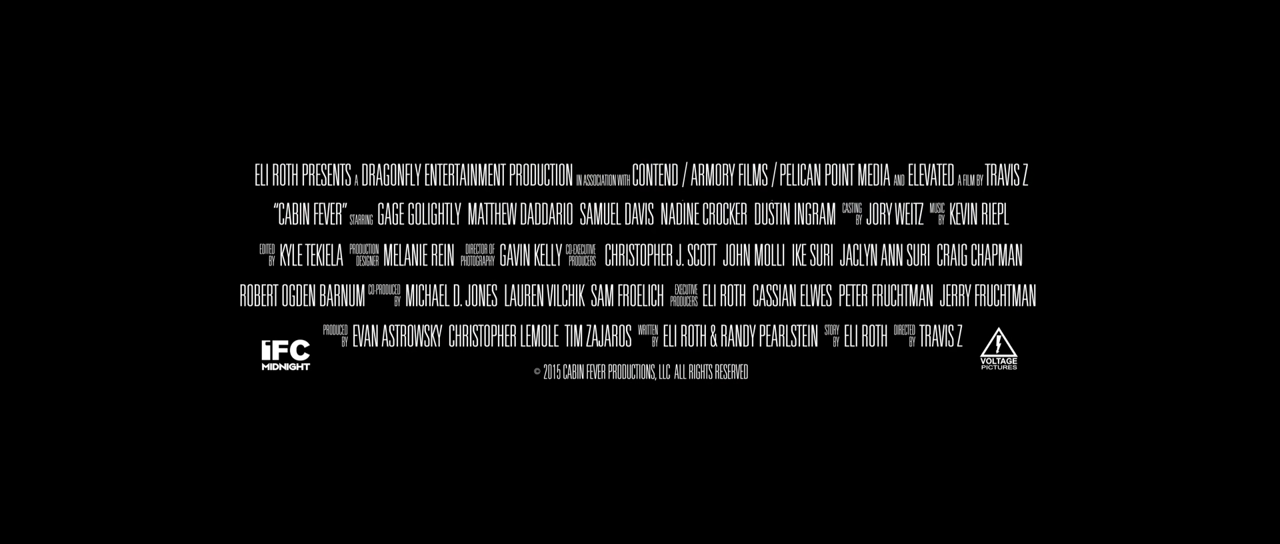 ELI ROTH PRESENTS A DRAGONFLY ENTERTAINMENT PRODUCTION IN ASSOCIATION WITH CONTEND / ARMORY FILMS / PELICAN POINT MEDIA AND ELEVATED A FILM BY TRAVIS Z
"CABIN FEVER" STARRING GAGE GOLIGHTLY MATTHEW DADDARIO SAMUEL DAVIS NADINE CROCKER DUSTIN INGRAM CASTING BY JORY WEITZ MUSIC BY KEVIN RIEPL
EDITED BY KYLE TEKIELA PRODUCTION DESIGNER MELANIE REIN DIRECTOR OF PHOTOGRAPHY GAVIN KELLY CO-EXECUTIVE PRODUCERS CHRISTOPHER J. SCOTT JOHN MOLLI IKE SURI JACLYN ANN SURI CRAIG CHAPMAN
ROBERT OGDEN BARNUM CO-PRODUCED BY MICHAEL D. JONES LAUREN VILCHIK SAM FROELICH EXECUTIVE PRODUCERS ELI ROTH CASSIAN ELWES PETER FRUCHTMAN JERRY FRUCHTMAN
PRODUCED BY EVAN ASTROWSKY CHRISTOPHER LEMOLE TIM ZAJAROS WRITTEN BY ELI ROTH & RANDY PEARLSTEIN STORY BY ELI ROTH DIRECTED BY TRAVIS Z
IFC
MIDNIGHT
VOLTAGE
PICTURES
© 2015 CABIN FEVER PRODUCTIONS, LLC ALL RIGHTS RESERVED